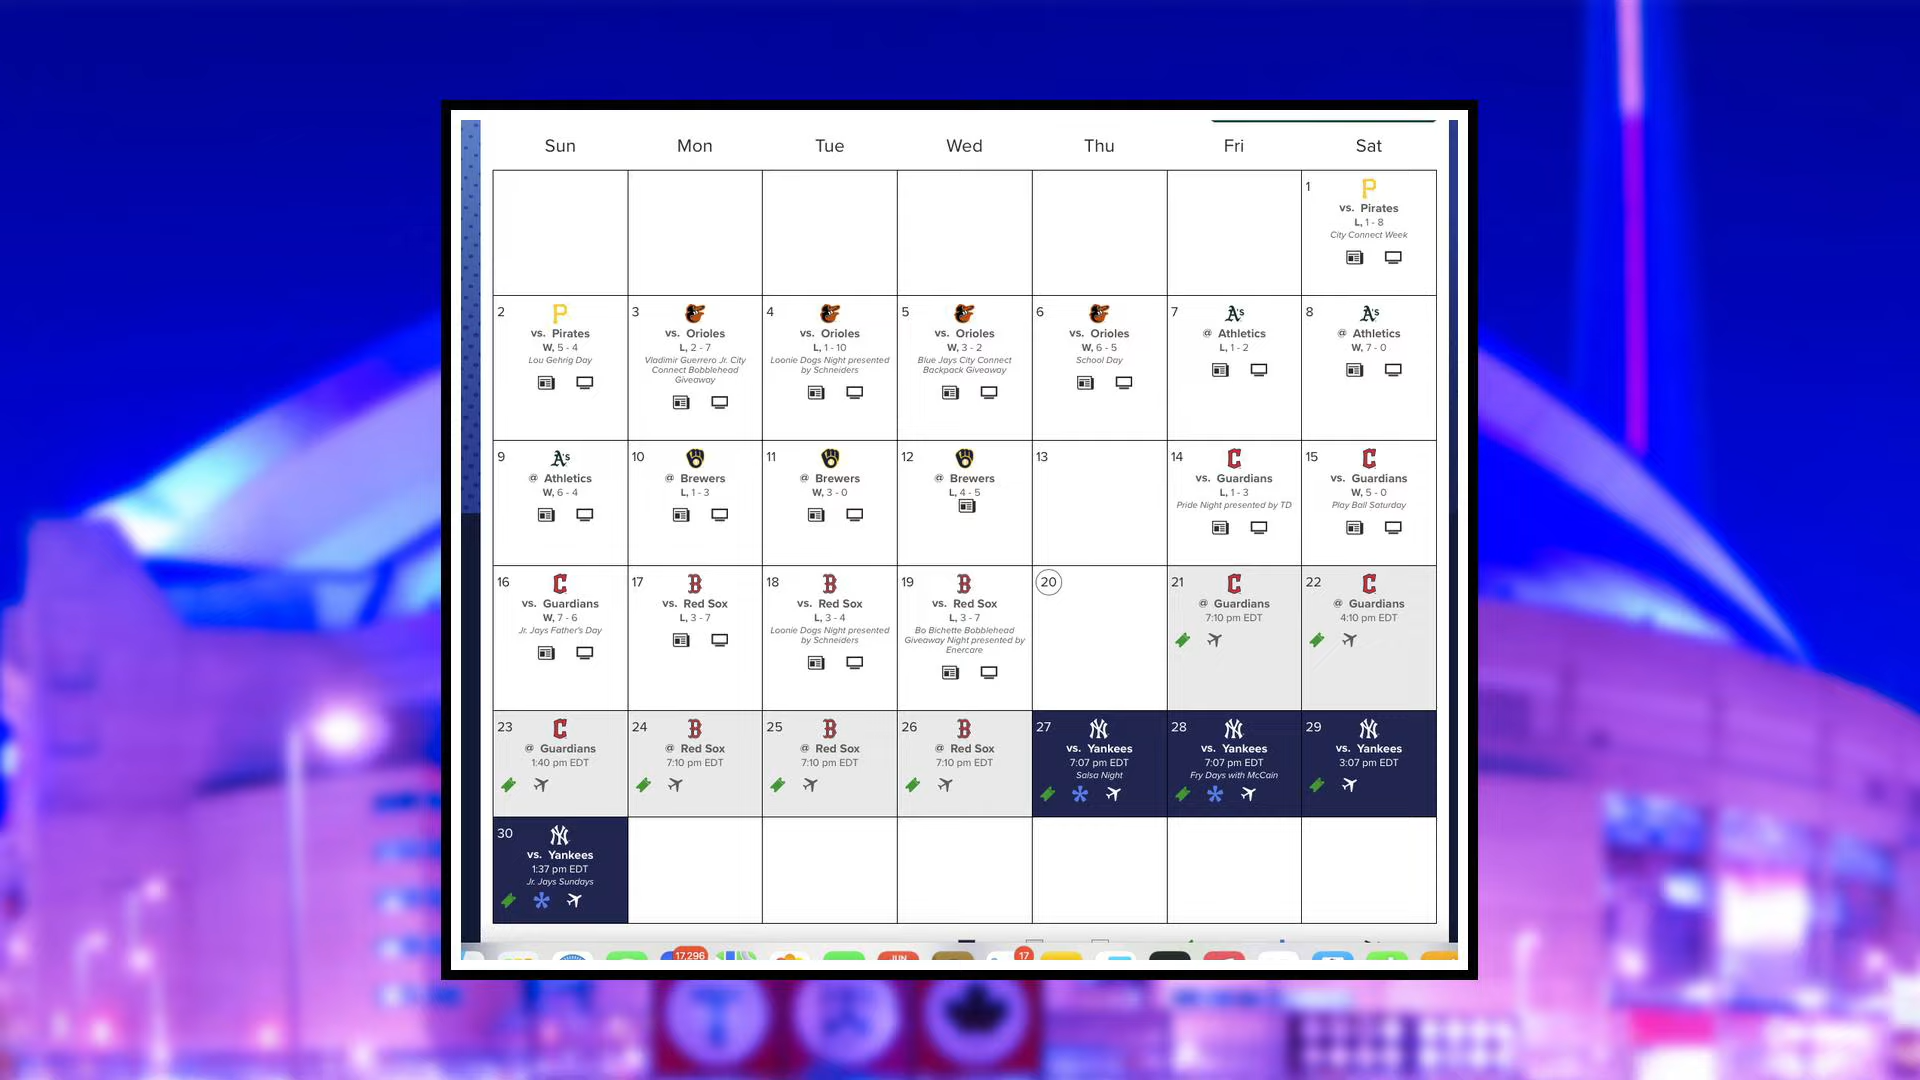 Sun Mon Tue Wed Thu Fri Sat
1
P
vs. Pirates
L, 1 - 8
City Connect Week
2
P
vs. Pirates
W, 5 - 4
Lou Gehrig Day
3
vs. Orioles
L, 2 - 7
Vladimir Guerrero Jr. City
Connect Bobblehead
Giveaway
4
vs. Orioles
L, 1 - 10
Loonie Dogs Night presented
by Schneiders
5
vs. Orioles
W, 3 - 2
Blue Jays City Connect
Backpack Giveaway
6
vs. Orioles
W, 6 - 5
School Day
7
A's
@ Athletics
L, 1 - 2
8
A's
@ Athletics
W, 7 - 0
9
A's
@ Athletics
W, 6 - 4
10
@ Brewers
L, 1 - 3
11
@ Brewers
W, 3 - 0
12
@ Brewers
L, 4 - 5
13
14
C
vs. Guardians
L, 1 - 3
Pride Night presented by TD
15
C
vs. Guardians
W, 5 - 0
Play Ball Saturday
16
C
vs. Guardians
W, 7 - 6
Jr. Jays Father's Day
17
B
vs. Red Sox
L, 3 - 7
18
B
vs. Red Sox
L, 3 - 4
Loonie Dogs Night presented
by Schneiders
19
B
vs. Red Sox
L, 3 - 7
Bo Bichette Bobblehead
Giveaway Night presented by
Enercare
20
21
C
@ Guardians
7:10 pm EDT
22
C
@ Guardians
4:10 pm EDT
23
C
@ Guardians
1:40 pm EDT
24
B
@ Red Sox
7:10 pm EDT
25
B
@ Red Sox
7:10 pm EDT
26
B
@ Red Sox
7:10 pm EDT
27
NY
vs. Yankees
7:07 pm EDT
Salsa Night
28
NY
vs. Yankees
7:07 pm EDT
Fry Days with McCain
29
NY
vs. Yankees
3:07 pm EDT
30
NY
vs. Yankees
1:37 pm EDT
Jr. Jays Sundays
17,296
JUN
17